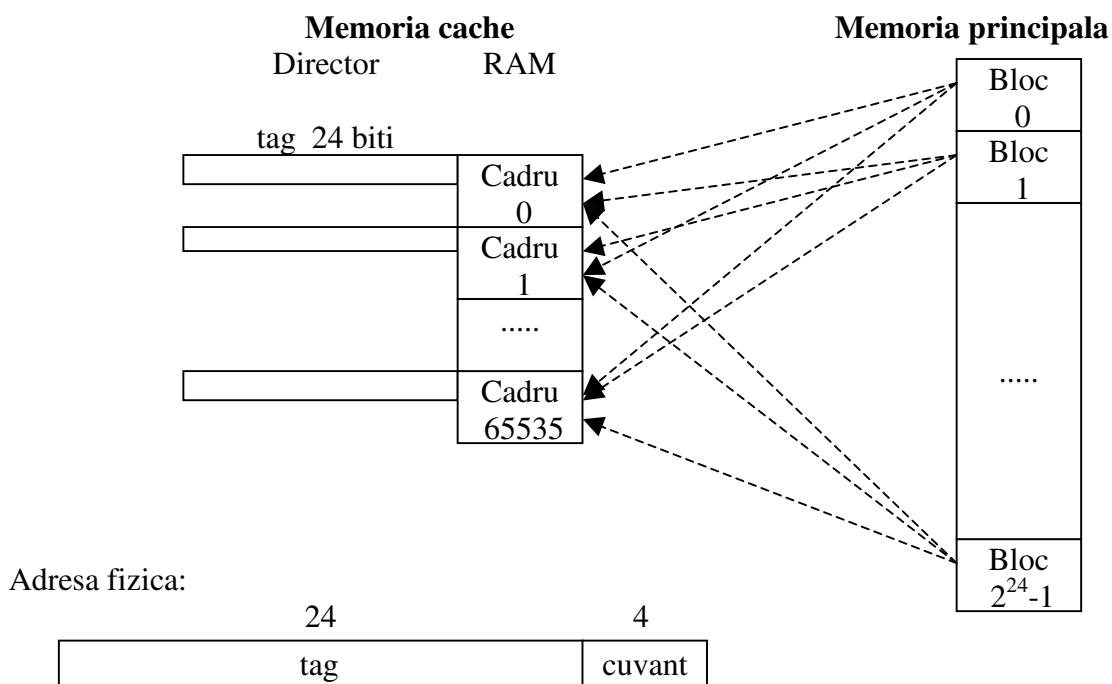 Memoria cache
Memoria principala
Director RAM
tag 24 biti
Cadru
0
Cadru
1
.....
Cadru
65535
Bloc
0
Bloc
1
.....
Bloc
2^24-1
Adresa fizica:
24 4
tag cuvant